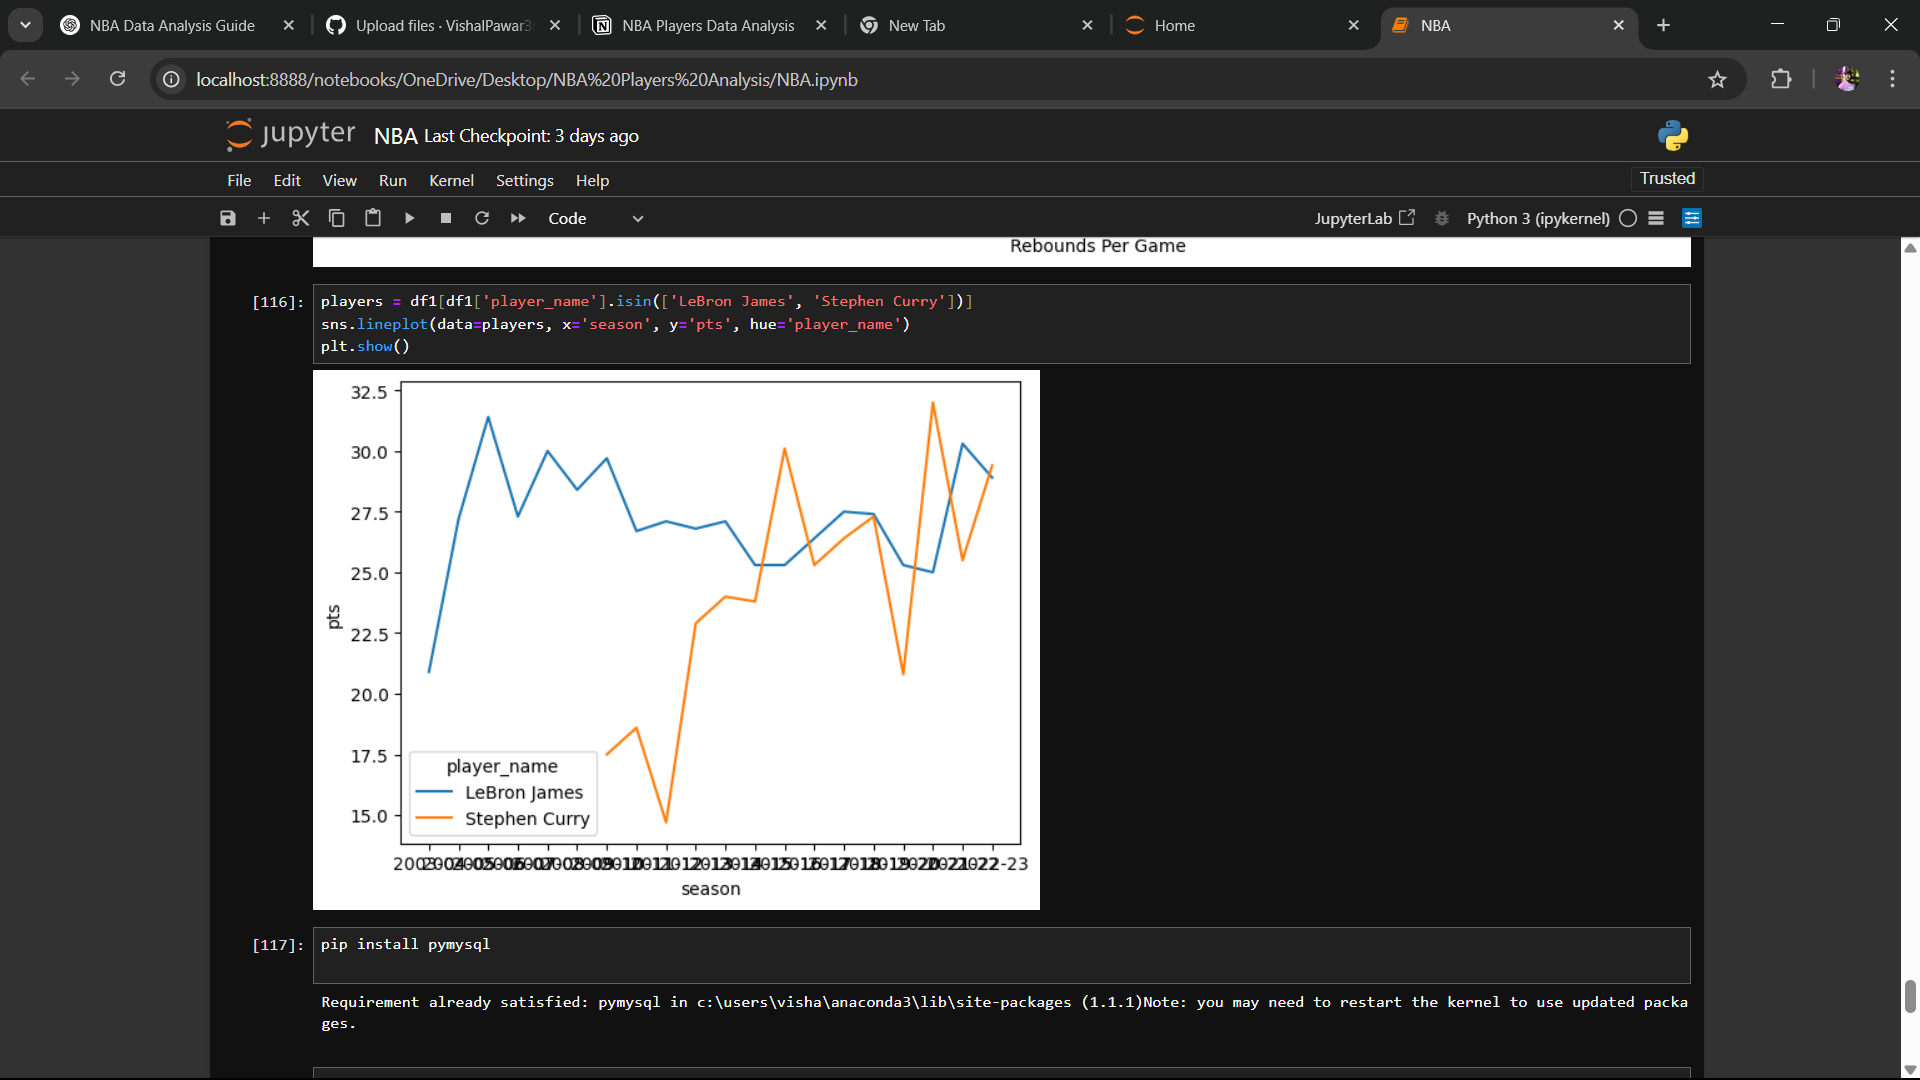 NBA Data Analysis Guide
Upload files · VishalPawar3
NBA Players Data Analysis
New Tab
Home
NBA
localhost:8888/notebooks/OneDrive/Desktop/NBA%20Players%20Analysis/NBA.ipynb
jupyter NBA Last Checkpoint: 3 days ago
File Edit View Run Kernel Settings Help
Trusted
Code
JupyterLab
Python 3 (ipykernel)
Rebounds Per Game
[116]:
players = df1[df1['player_name'].isin(['LeBron James', 'Stephen Curry'])]
sns.lineplot(data=players, x='season', y='pts', hue='player_name')
plt.show()
32.5
30.0
27.5
25.0
22.5
20.0
17.5
15.0
pts
player_name
LeBron James
Stephen Curry
season
[117]:
pip install pymysql
Requirement already satisfied: pymysql in c:\users\visha\anaconda3\lib\site-packages (1.1.1)Note: you may need to restart the kernel to use updated packa
ges.